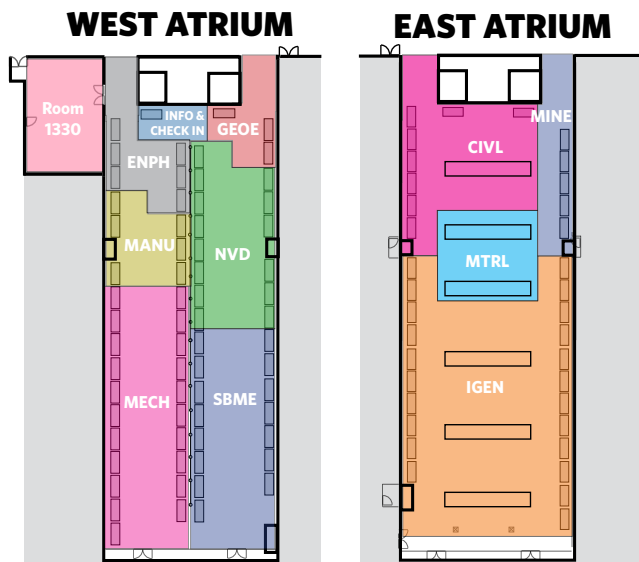 WEST ATRIUM
EAST ATRIUM
Room
1330
INFO &
CHECK IN
GEOE
ENPH
MANU
NVD
MECH
SBME
MINE
CIVL
MTRL
IGEN